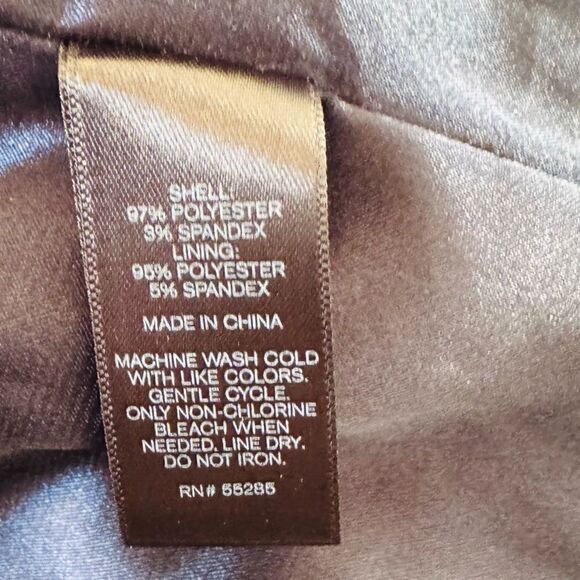 SHELL:
97% POLYESTER
3% SPANDEX
LINING:
95% POLYESTER
5% SPANDEX
MADE IN CHINA
MACHINE WASH COLD
WITH LIKE COLORS.
GENTLE CYCLE.
ONLY NON-CHLORINE
BLEACH WHEN
NEEDED. LINE DRY.
DO NOT IRON.
RN# 55285